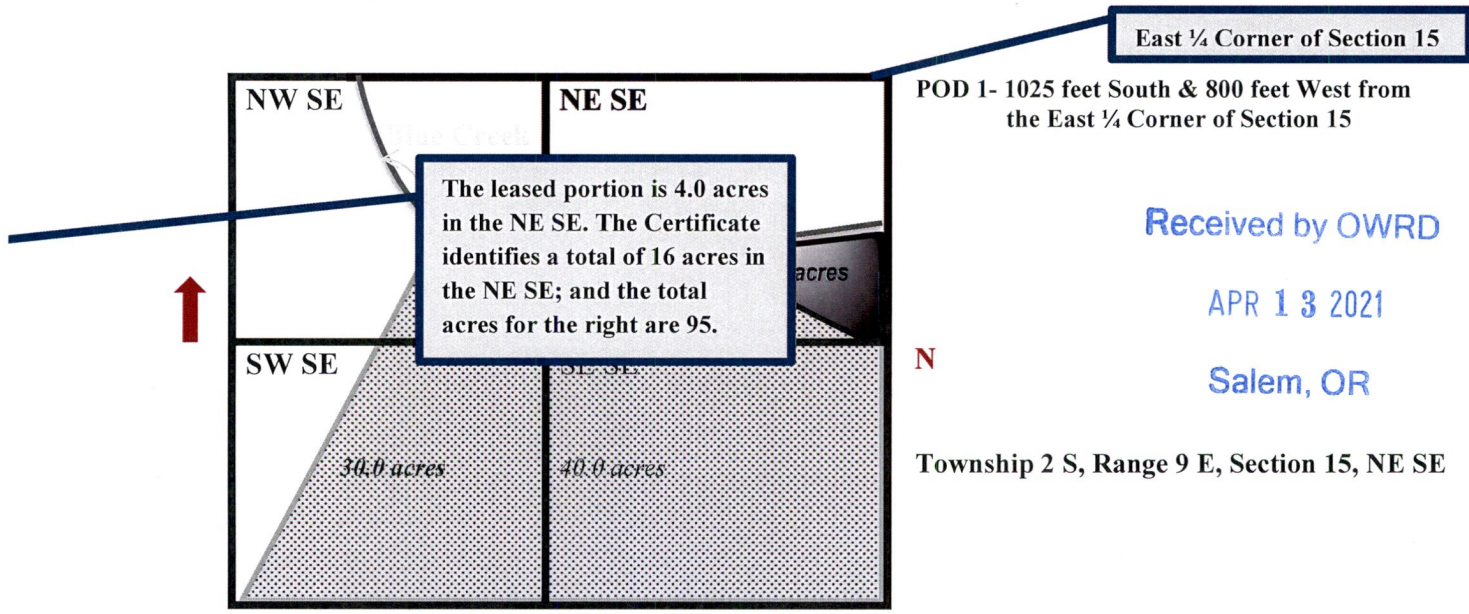 East ¼ Corner of Section 15
NW SE
NE SE
POD 1- 1025 feet South & 800 feet West from
the East ¼ Corner of Section 15
Blue Creek
The leased portion is 4.0 acres
in the NE SE. The Certificate
identifies a total of 16 acres in
the NE SE; and the total
acres for the right are 95.
acres
Received by OWRD
APR 13 2021
Salem, OR
SW SE
SE SE
N
30.0 acres
40.0 acres
Township 2 S, Range 9 E, Section 15, NE SE